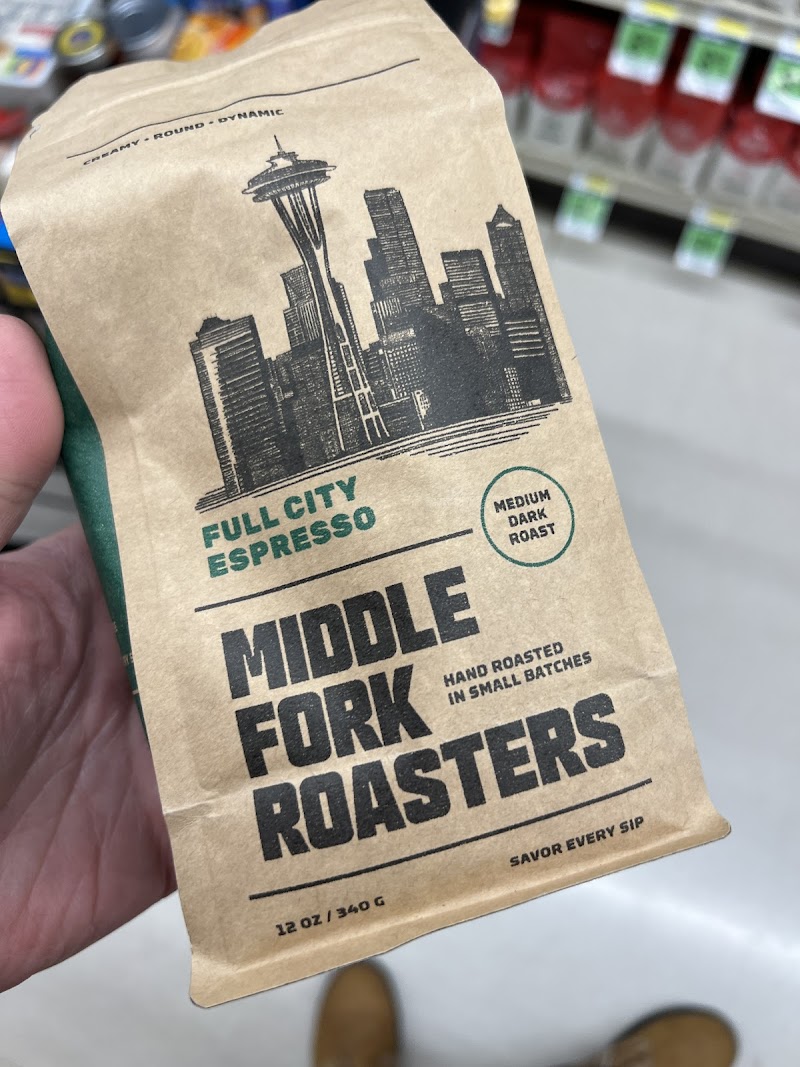 CREAMY • ROUND • DYNAMIC
FULL CITY
ESPRESSO
MEDIUM
DARK
ROAST
MIDDLE
FORK
ROASTERS
HAND ROASTED
IN SMALL BATCHES
SAVOR EVERY SIP
12 OZ / 340 G